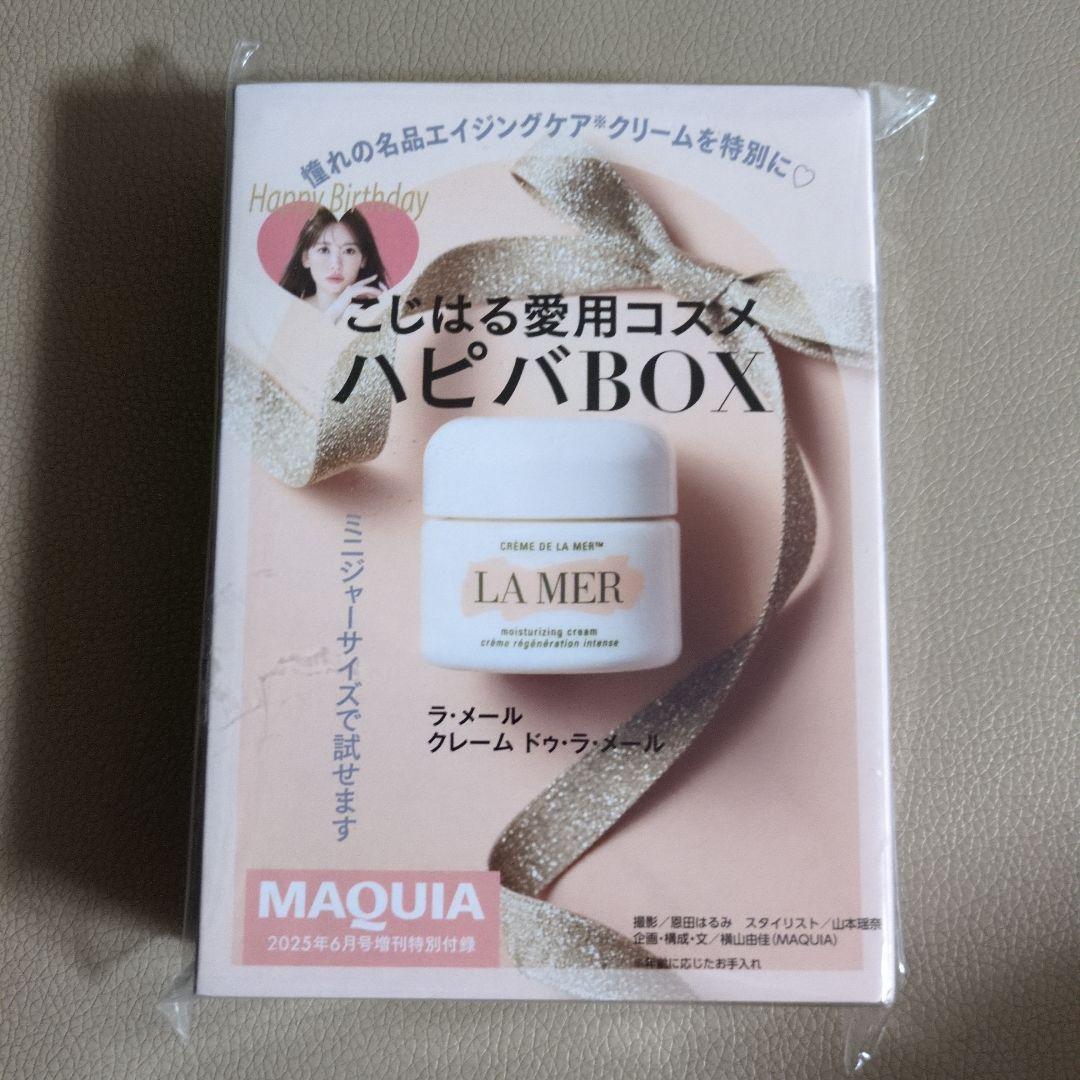 憧れの名品エイジングケア※クリームを特別に♡
Happy Birthday
こじはる愛用コスメ
ハピバBOX
CRÈME DE LA MER™
LA MER
moisturizing cream
crème régénération intense
ミニジャーサイズで試せます
ラ・メール
クレーム ドゥ・ラ・メール
MAQUIA
2025年6月号増刊特別付録
撮影／恩田はるみ スタイリスト／山本瑶奈
企画・構成・文／横山由佳(MAQUIA)
※年齢に応じたお手入れ